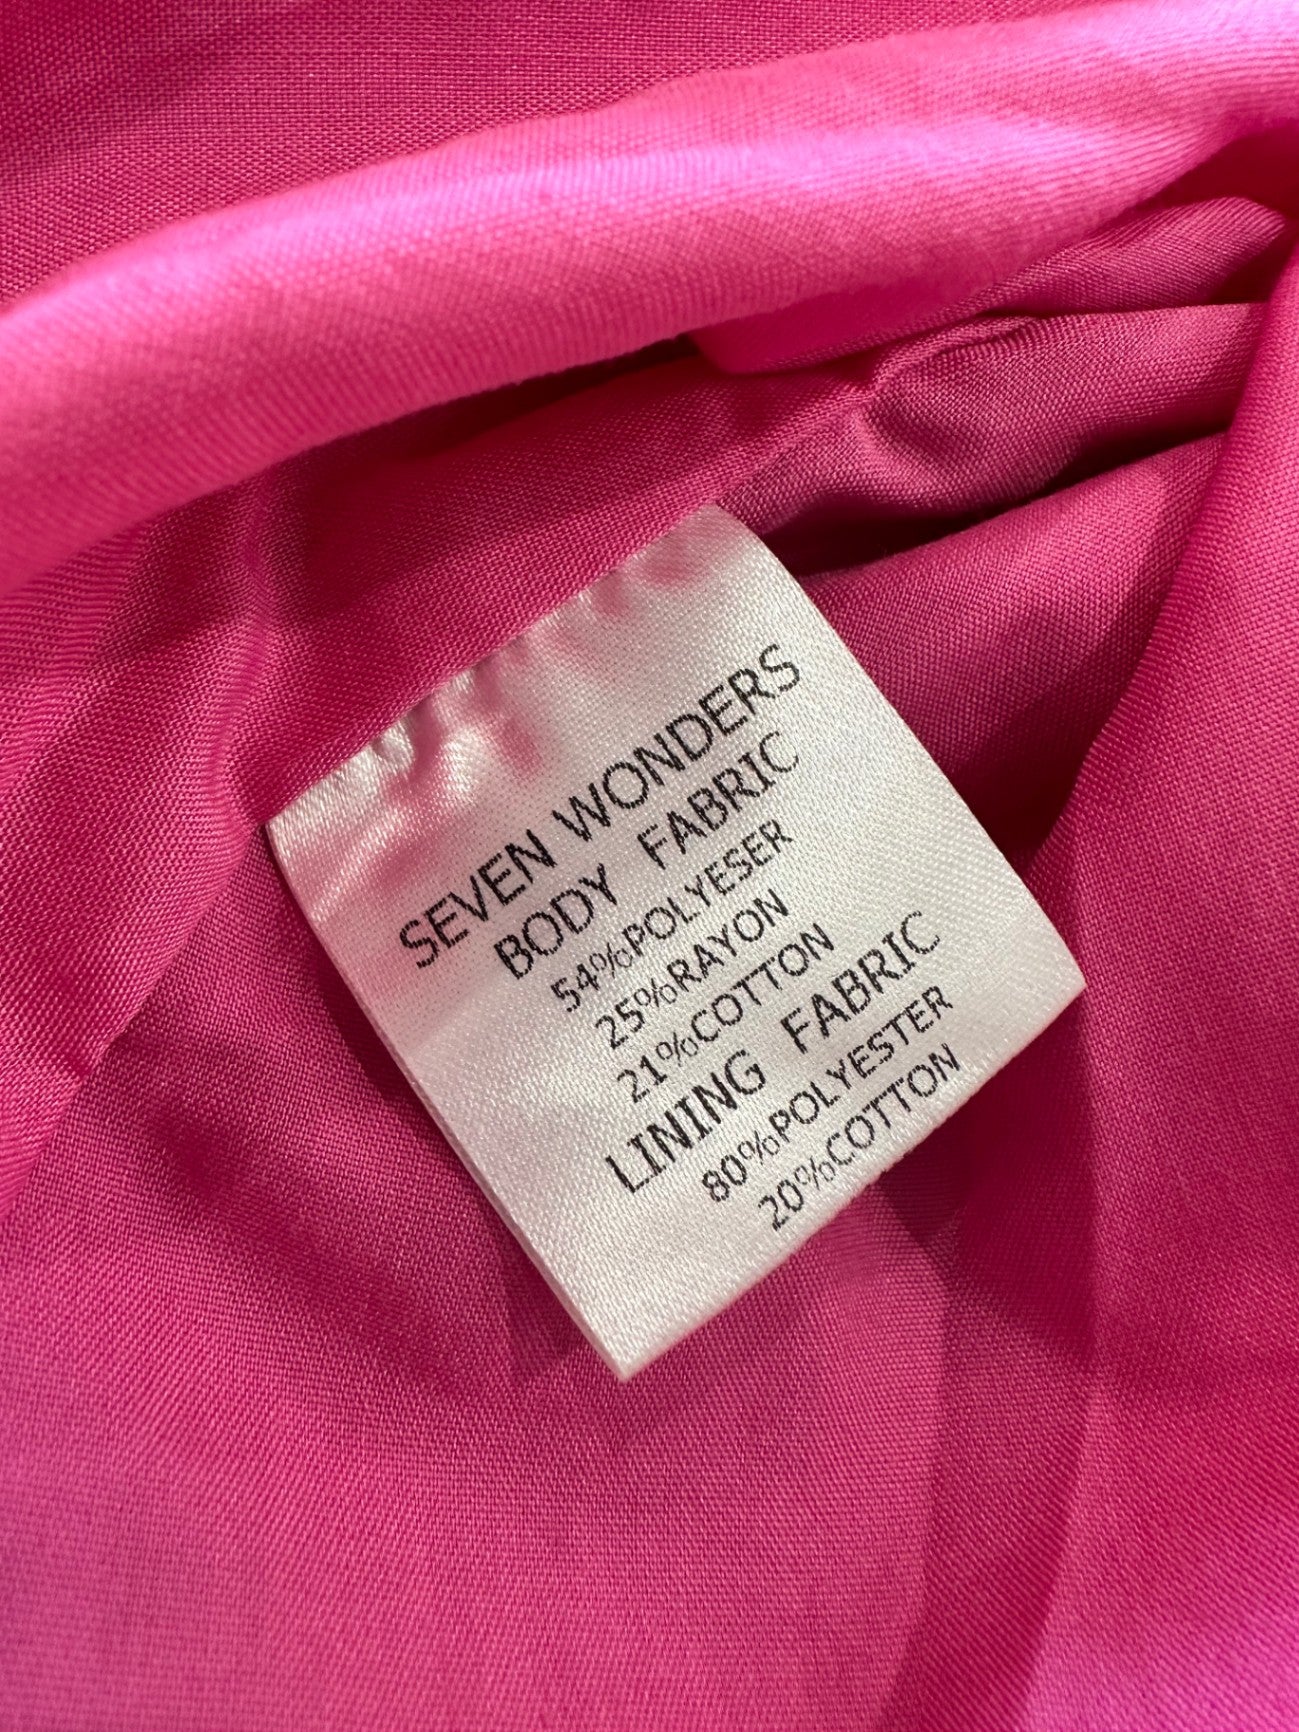 SEVEN WONDERS
BODY FABRIC
54%POLYESER
25%RAYON
21%COTTON
LINING FABRIC
80%POLYESTER
20%COTTON